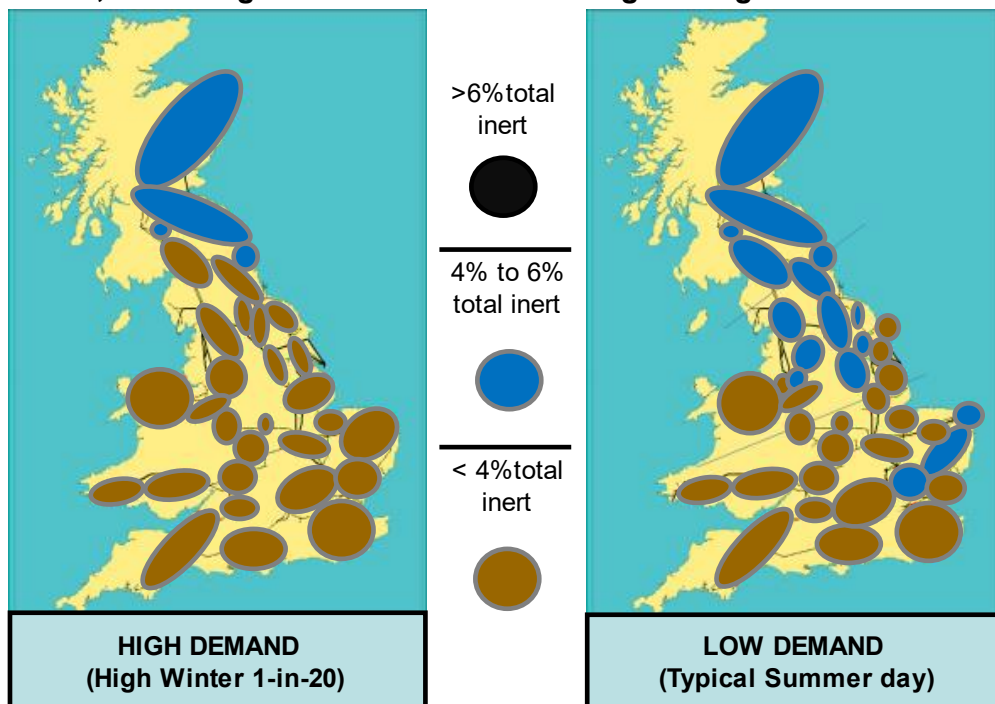 >6%total
inert
4% to 6%
total inert
< 4%total
inert
HIGH DEMAND
(High Winter 1-in-20)
LOW DEMAND
(Typical Summer day)